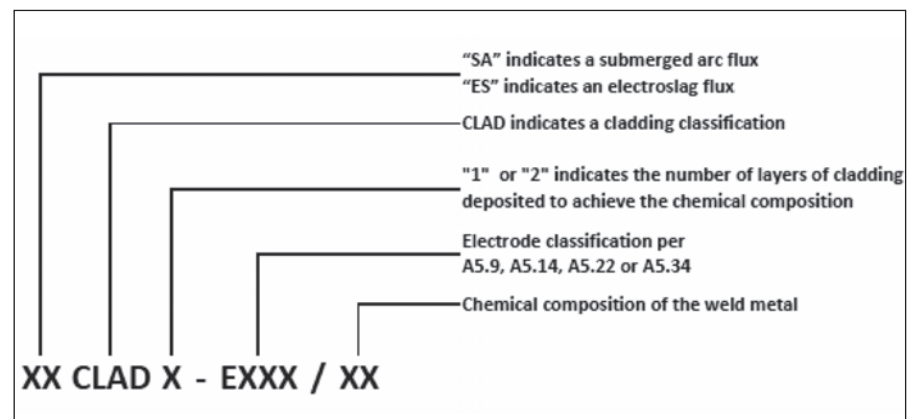 “SA” indicates a submerged arc flux
“ES” indicates an electroslag flux
CLAD indicates a cladding classification
"1" or "2" indicates the number of layers of cladding
deposited to achieve the chemical composition
Electrode classification per
A5.9, A5.14, A5.22 or A5.34
Chemical composition of the weld metal
XX CLAD X - EXXX / XX